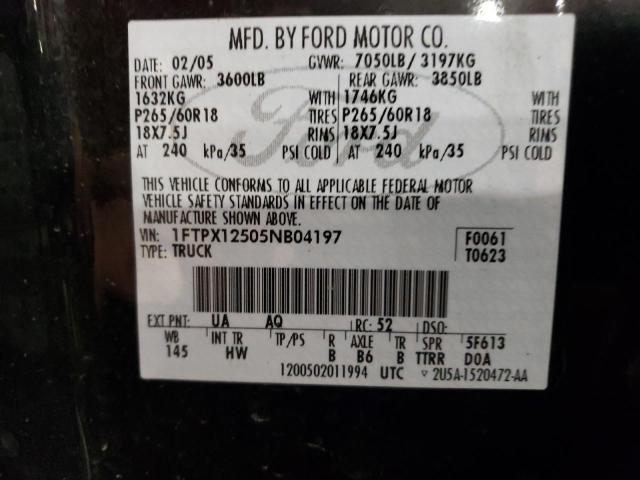 MFD. BY FORD MOTOR CO.
DATE: 02/05 GVWR: 7050LB/ 3197KG
FRONT GAWR: 3600LB REAR GAWR: 3850LB
1632KG WITH 1746KG WITH
P265/60R18 TIRES P265/60R18 TIRES
18X7.5J RIMS 18X7.5J RIMS
AT 240 kPa/35 PSI COLD AT 240 kPa/35 PSI COLD
Ford
THIS VEHICLE CONFORMS TO ALL APPLICABLE FEDERAL MOTOR
VEHICLE SAFETY STANDARDS IN EFFECT ON THE DATE OF
MANUFACTURE SHOWN ABOVE.
VIN: 1FTPX12505NB04197 F0061
TYPE: TRUCK T0623
EXT PNT: UA AQ RC: 52 DSO:
WB INT TR TP/PS R AXLE TR SPR 5F613
145 HW B B6 B TTRR D0A
1200502011994 UTC ▽ 2U5A-1520472-AA